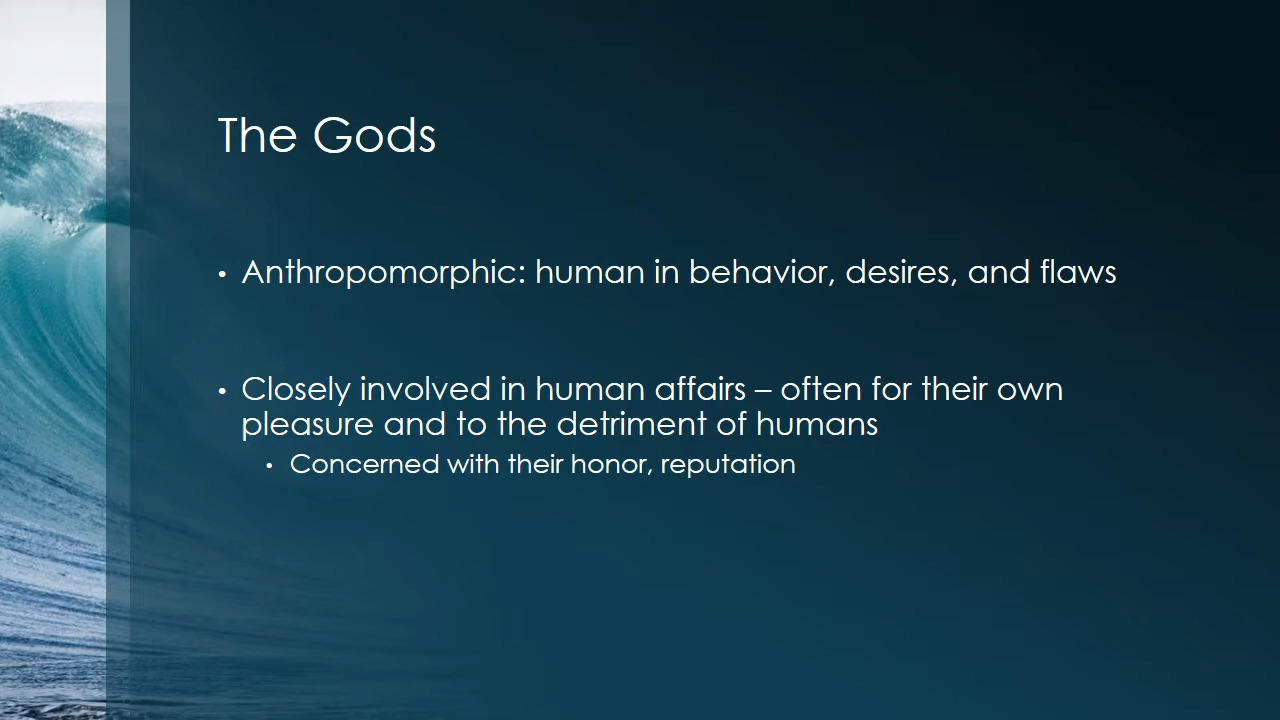 The Gods
• Anthropomorphic: human in behavior, desires, and flaws
• Closely involved in human affairs – often for their own
pleasure and to the detriment of humans
• Concerned with their honor, reputation